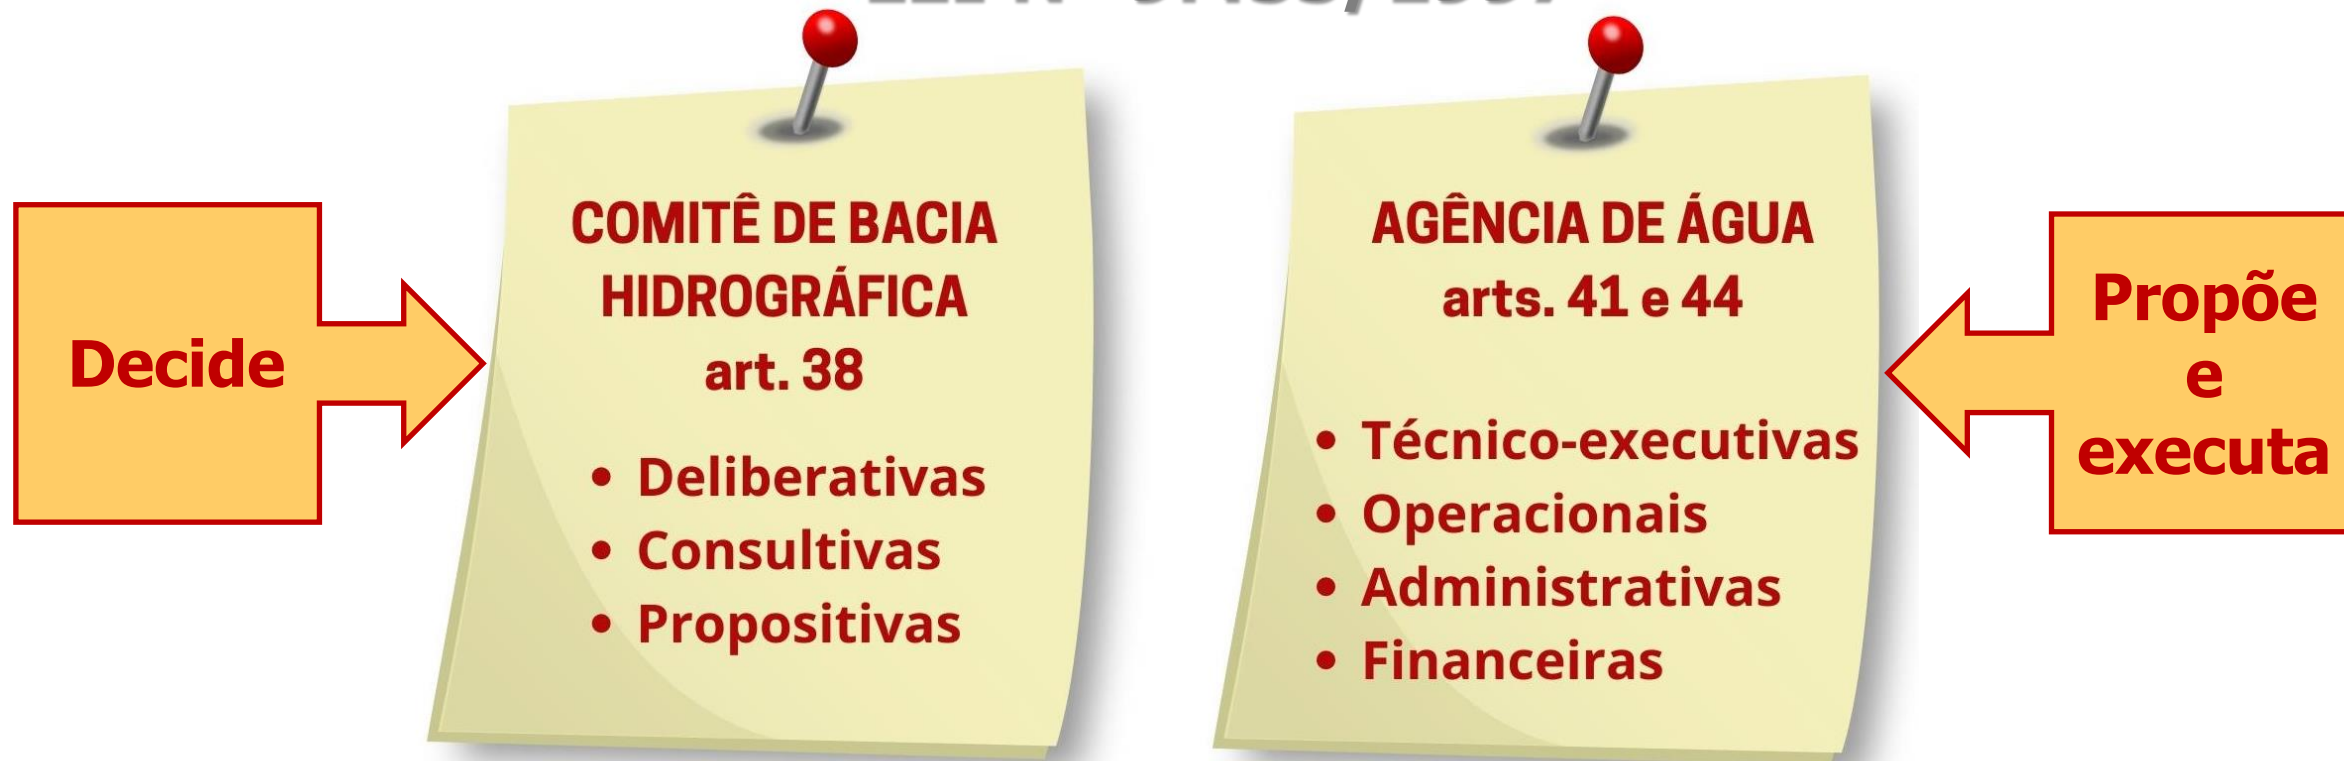 Decide
COMITÊ DE BACIA
HIDROGRÁFICA
art. 38
• Deliberativas
• Consultivas
• Propositivas
AGÊNCIA DE ÁGUA
arts. 41 e 44
• Técnico-executivas
• Operacionais
• Administrativas
• Financeiras
Propõe
e
executa